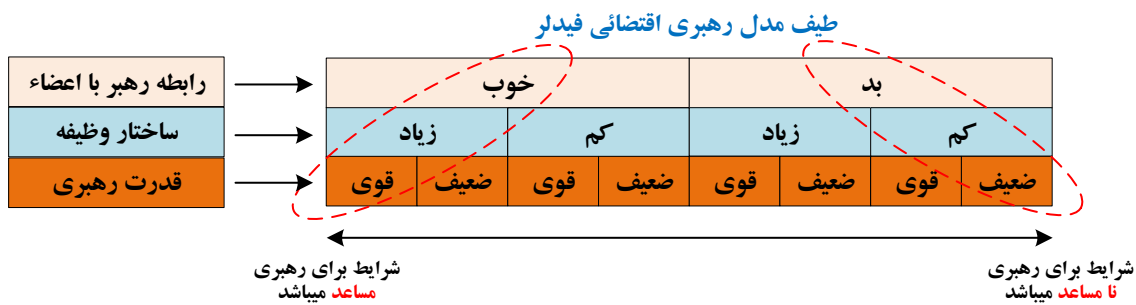 طیف مدل رهبری اقتضائی فیدلر
رابطه رهبر با اعضاء
خوب
بد
ساختار وظیفه
زیاد
کم
زیاد
کم
قدرت رهبری
قوی
ضعیف
قوی
ضعیف
قوی
ضعیف
قوی
ضعیف
شرایط برای رهبری
مساعد میباشد
شرایط برای رهبری
نا مساعد میباشد